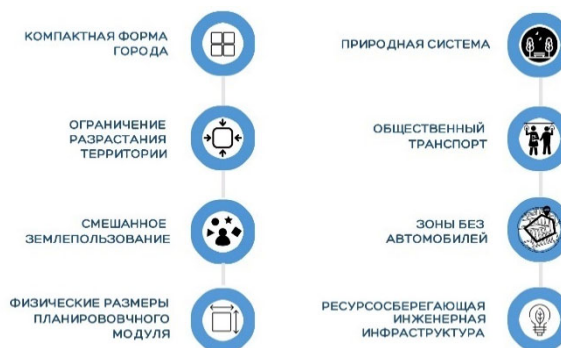 КОМПАКТНАЯ ФОРМА
ГОРОДА
ОГРАНИЧЕНИЕ
РАЗРАСТАНИЯ
ТЕРРИТОРИИ
СМЕШАННОЕ
ЗЕМЛЕПОЛЬЗОВАНИЕ
ФИЗИЧЕСКИЕ РАЗМЕРЫ
ПЛАНИРОВОВЧНОГО
МОДУЛЯ
ПРИРОДНАЯ СИСТЕМА
ОБЩЕСТВЕННЫЙ
ТРАНСПОРТ
ЗОНЫ БЕЗ
АВТОМОБИЛЕЙ
РЕСУРСОСБЕРЕГАЮЩАЯ
ИНЖЕНЕРНАЯ
ИНФРАСТРУКТУРА